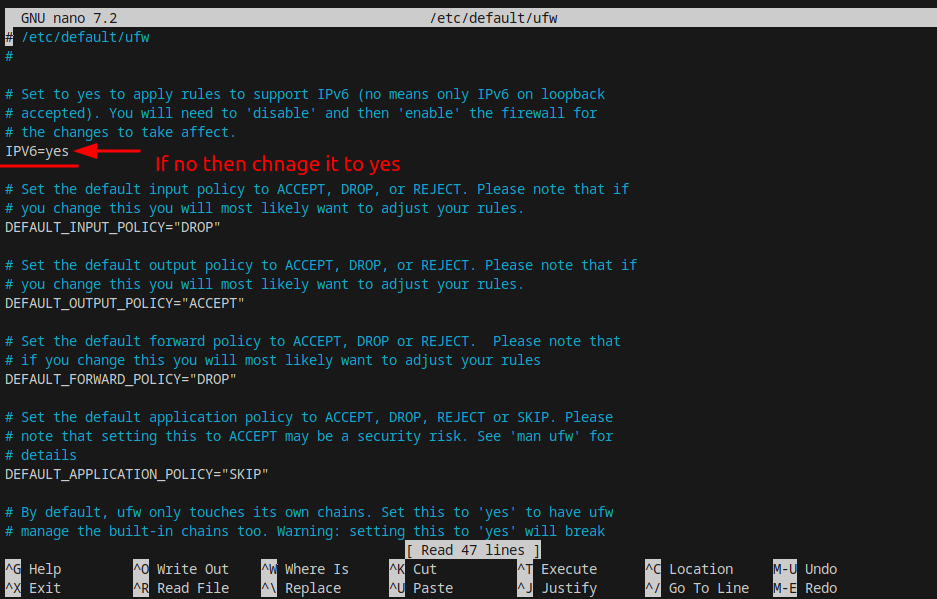 GNU nano 7.2 /etc/default/ufw
# /etc/default/ufw
#
# Set to yes to apply rules to support IPv6 (no means only IPv6 on loopback
# accepted). You will need to 'disable' and then 'enable' the firewall for
# the changes to take affect.
IPV6=yes
If no then chnage it to yes
# Set the default input policy to ACCEPT, DROP, or REJECT. Please note that if
# you change this you will most likely want to adjust your rules.
DEFAULT_INPUT_POLICY="DROP"
# Set the default output policy to ACCEPT, DROP, or REJECT. Please note that if
# you change this you will most likely want to adjust your rules.
DEFAULT_OUTPUT_POLICY="ACCEPT"
# Set the default forward policy to ACCEPT, DROP or REJECT.  Please note that
# if you change this you will most likely want to adjust your rules
DEFAULT_FORWARD_POLICY="DROP"
# Set the default application policy to ACCEPT, DROP, REJECT or SKIP. Please
# note that setting this to ACCEPT may be a security risk. See 'man ufw' for
# details
DEFAULT_APPLICATION_POLICY="SKIP"
# By default, ufw only touches its own chains. Set this to 'yes' to have ufw
# manage the built-in chains too. Warning: setting this to 'yes' will break
[ Read 47 lines ]
^G Help ^O Write Out ^W Where Is ^K Cut ^T Execute ^C Location M-U Undo
^X Exit ^R Read File ^\ Replace ^U Paste ^J Justify ^/ Go To Line M-E Redo